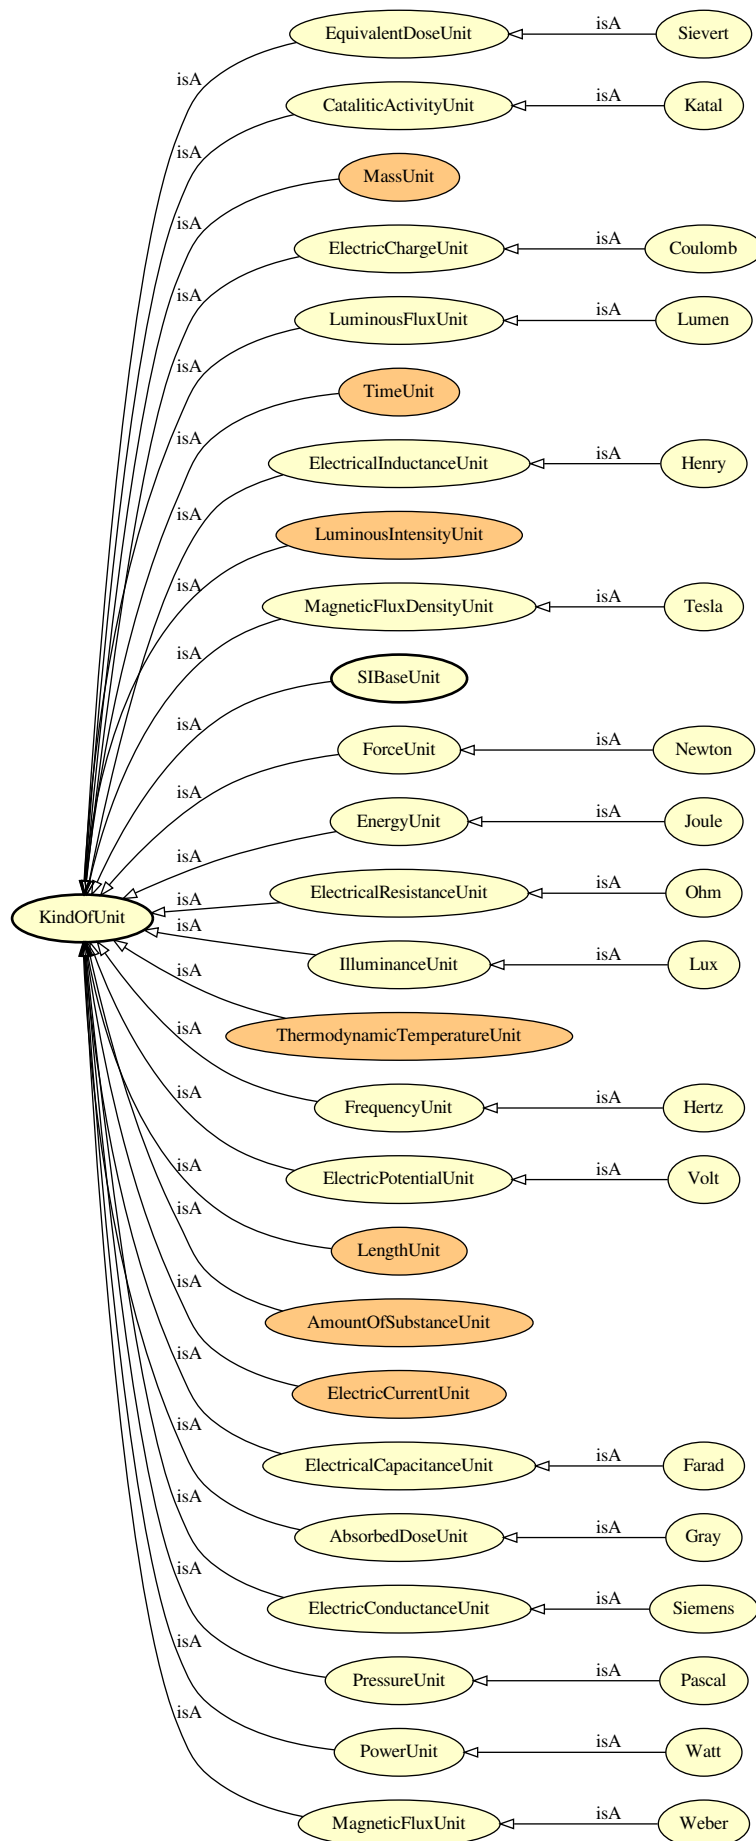 EquivalentDoseUnit isA Sievert
isA
CataliticActivityUnit isA Katal
isA
MassUnit
isA
ElectricChargeUnit isA Coulomb
isA
LuminousFluxUnit isA Lumen
isA
TimeUnit
isA
ElectricalInductanceUnit isA Henry
isA
LuminousIntensityUnit
isA
MagneticFluxDensityUnit isA Tesla
isA
SIBaseUnit
isA
ForceUnit isA Newton
isA
EnergyUnit isA Joule
isA
ElectricalResistanceUnit isA Ohm
isA
KindOfUnit
isA
IlluminanceUnit isA Lux
isA
ThermodynamicTemperatureUnit
isA
FrequencyUnit isA Hertz
isA
ElectricPotentialUnit isA Volt
isA
LengthUnit
isA
AmountOfSubstanceUnit
isA
ElectricCurrentUnit
isA
ElectricalCapacitanceUnit isA Farad
isA
AbsorbedDoseUnit isA Gray
isA
ElectricConductanceUnit isA Siemens
isA
PressureUnit isA Pascal
isA
PowerUnit isA Watt
isA
MagneticFluxUnit isA Weber